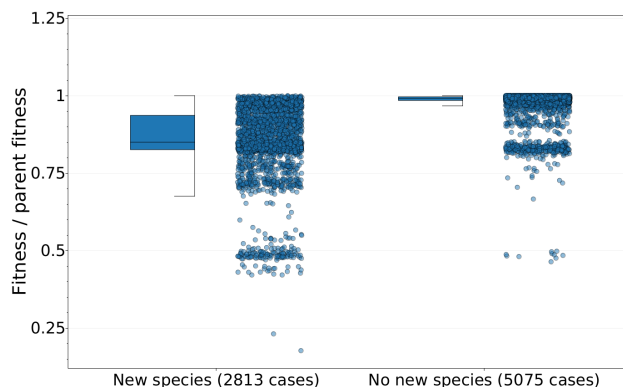 1.25
1
0.75
0.5
0.25
Fitness / parent fitness
New species (2813 cases)
No new species (5075 cases)